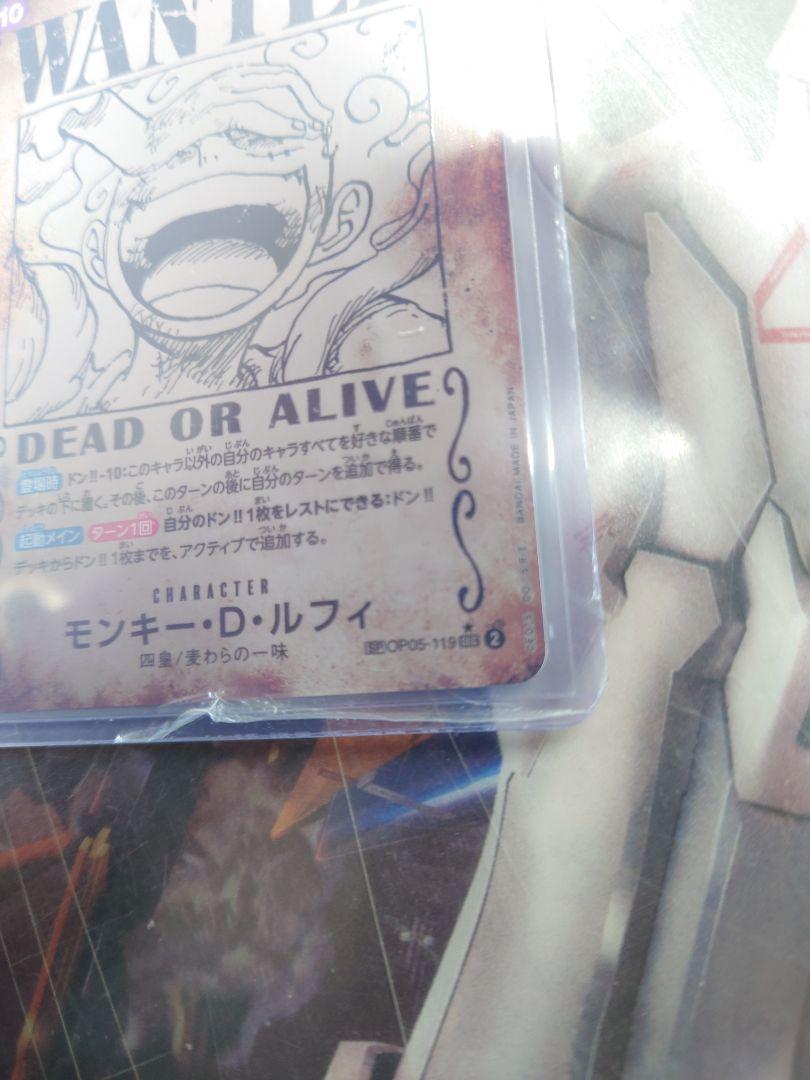 10
WANTE
DEAD OR ALIVE
登場時 ドン!!-10:このキャラ以外の自分のキャラすべてを好きな順番で
デッキの下に置く。その後、このターンの後に自分のターンを追加で得る。
起動メイン ターン1回 自分のドン!!1枚をレストにできる:ドン!!
デッキからドン!!1枚までを、アクティブで追加する。
CHARACTER
モンキー・D・ルフィ
四皇/麦わらの一味
SP OP05-119 2
BANDAI MADE IN JAPAN